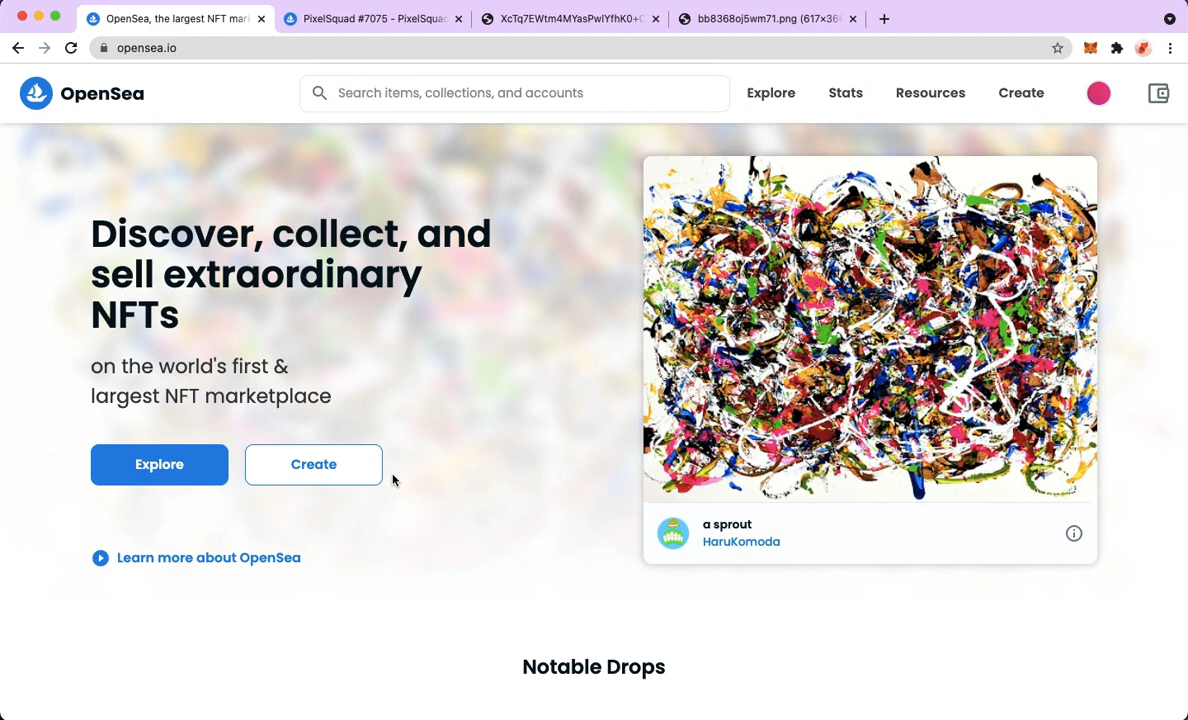 OpenSea, the largest NFT mar
PixelSquad #7075 - PixelSquad
XcTq7EWtm4MYasPwlYfhK0+C
bb8368oj5wm71.png (617×36
opensea.io
OpenSea
Search items, collections, and accounts
Explore
Stats
Resources
Create
Discover, collect, and
sell extraordinary
NFTs
on the world's first &
largest NFT marketplace
Explore
Create
Learn more about OpenSea
a sprout
HaruKomoda
Notable Drops